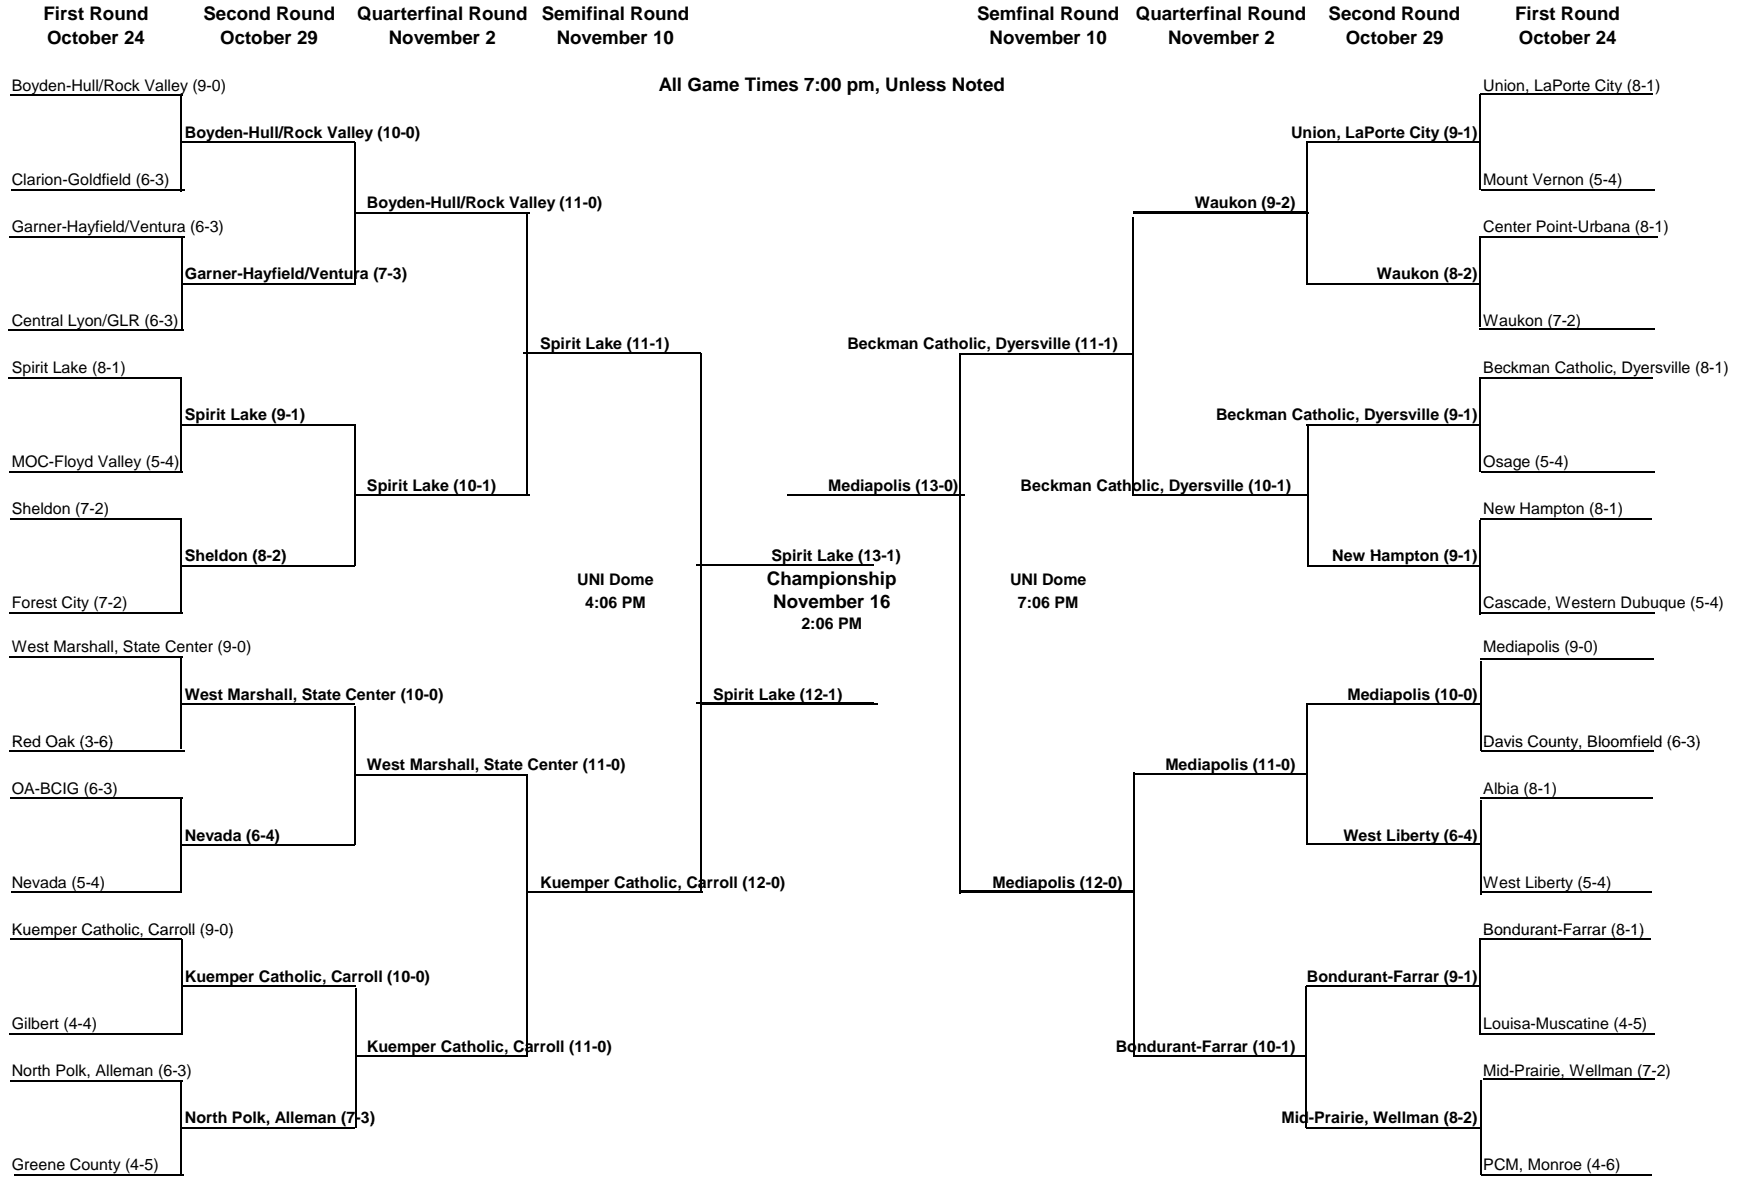 First Round Second Round Quarterfinal Round Semifinal Round Semfinal Round Quarterfinal Round Second Round First Round
October 24 October 29 November 2 November 10 November 10 November 2 October 29 October 24
All Game Times 7:00 pm, Unless Noted
Boyden-Hull/Rock Valley (9-0) Union, LaPorte City (8-1)
Boyden-Hull/Rock Valley (10-0) Union, LaPorte City (9-1)
Clarion-Goldfield (6-3) Mount Vernon (5-4)
Boyden-Hull/Rock Valley (11-0) Waukon (9-2)
Garner-Hayfield/Ventura (6-3) Center Point-Urbana (8-1)
Garner-Hayfield/Ventura (7-3) Waukon (8-2)
Central Lyon/GLR (6-3) Waukon (7-2)
Spirit Lake (11-1) Beckman Catholic, Dyersville (11-1)
Spirit Lake (8-1) Beckman Catholic, Dyersville (8-1)
Spirit Lake (9-1) Beckman Catholic, Dyersville (9-1)
MOC-Floyd Valley (5-4) Osage (5-4)
Spirit Lake (10-1) Mediapolis (13-0) Beckman Catholic, Dyersville (10-1)
Sheldon (7-2) New Hampton (8-1)
Sheldon (8-2) Spirit Lake (13-1) New Hampton (9-1)
UNI Dome Championship UNI Dome
Forest City (7-2) 4:06 PM November 16 7:06 PM Cascade, Western Dubuque (5-4)
2:06 PM
West Marshall, State Center (9-0) Mediapolis (9-0)
West Marshall, State Center (10-0) Spirit Lake (12-1) Mediapolis (10-0)
Red Oak (3-6) Davis County, Bloomfield (6-3)
West Marshall, State Center (11-0) Mediapolis (11-0)
OA-BCIG (6-3) Albia (8-1)
Nevada (6-4) West Liberty (6-4)
Nevada (5-4) Kuemper Catholic, Carroll (12-0) Mediapolis (12-0) West Liberty (5-4)
Kuemper Catholic, Carroll (9-0) Bondurant-Farrar (8-1)
Kuemper Catholic, Carroll (10-0) Bondurant-Farrar (9-1)
Gilbert (4-4) Louisa-Muscatine (4-5)
Kuemper Catholic, Carroll (11-0) Bondurant-Farrar (10-1)
North Polk, Alleman (6-3) Mid-Prairie, Wellman (7-2)
North Polk, Alleman (7-3) Mid-Prairie, Wellman (8-2)
Greene County (4-5) PCM, Monroe (4-6)